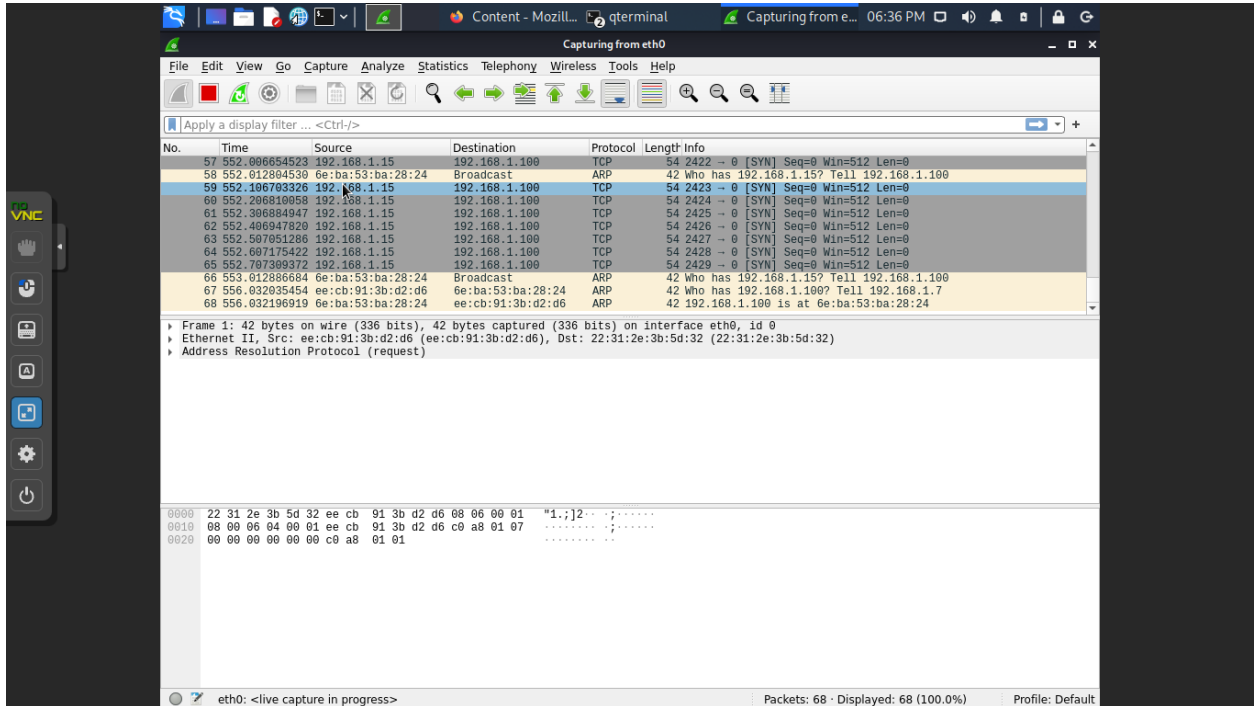 Content - Mozill... qterminal Capturing from e... 06:36 PM
Capturing from eth0
File Edit View Go Capture Analyze Statistics Telephony Wireless Tools Help
Apply a display filter ... <Ctrl-/>
No. Time Source Destination Protocol Length Info
57 552.006654523 192.168.1.15 192.168.1.100 TCP 54 2422 → 0 [SYN] Seq=0 Win=512 Len=0
58 552.012804530 6e:ba:53:ba:28:24 Broadcast ARP 42 Who has 192.168.1.15? Tell 192.168.1.100
59 552.106703326 192.168.1.15 192.168.1.100 TCP 54 2423 → 0 [SYN] Seq=0 Win=512 Len=0
60 552.206810058 192.168.1.15 192.168.1.100 TCP 54 2424 → 0 [SYN] Seq=0 Win=512 Len=0
61 552.306884947 192.168.1.15 192.168.1.100 TCP 54 2425 → 0 [SYN] Seq=0 Win=512 Len=0
62 552.406947820 192.168.1.15 192.168.1.100 TCP 54 2426 → 0 [SYN] Seq=0 Win=512 Len=0
63 552.507051286 192.168.1.15 192.168.1.100 TCP 54 2427 → 0 [SYN] Seq=0 Win=512 Len=0
64 552.607175422 192.168.1.15 192.168.1.100 TCP 54 2428 → 0 [SYN] Seq=0 Win=512 Len=0
65 552.707309372 192.168.1.15 192.168.1.100 TCP 54 2429 → 0 [SYN] Seq=0 Win=512 Len=0
66 553.012886684 6e:ba:53:ba:28:24 Broadcast ARP 42 Who has 192.168.1.15? Tell 192.168.1.100
67 556.032035454 ee:cb:91:3b:d2:d6 6e:ba:53:ba:28:24 ARP 42 Who has 192.168.1.100? Tell 192.168.1.7
68 556.032196919 6e:ba:53:ba:28:24 ee:cb:91:3b:d2:d6 ARP 42 192.168.1.100 is at 6e:ba:53:ba:28:24
no
VNC
Frame 1: 42 bytes on wire (336 bits), 42 bytes captured (336 bits) on interface eth0, id 0
Ethernet II, Src: ee:cb:91:3b:d2:d6 (ee:cb:91:3b:d2:d6), Dst: 22:31:2e:3b:5d:32 (22:31:2e:3b:5d:32)
Address Resolution Protocol (request)
0000 22 31 2e 3b 5d 32 ee cb 91 3b d2 d6 08 06 00 01 "1.;]2·· ·;······
0010 08 00 06 04 00 01 ee cb 91 3b d2 d6 c0 a8 01 07 ········ ·;······
0020 00 00 00 00 00 00 c0 a8 01 01 ········ ··
eth0: <live capture in progress> Packets: 68 · Displayed: 68 (100.0%) Profile: Default